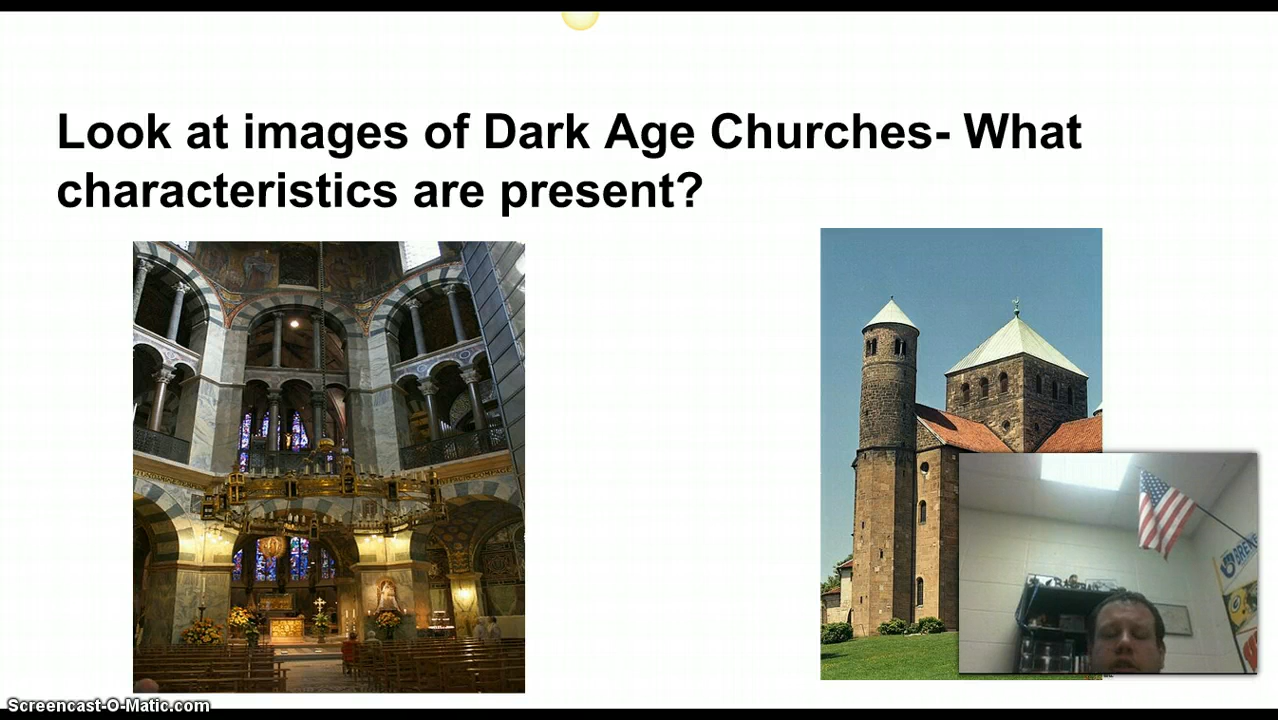 Look at images of Dark Age Churches- What
characteristics are present?
Screencast-O-Matic.com